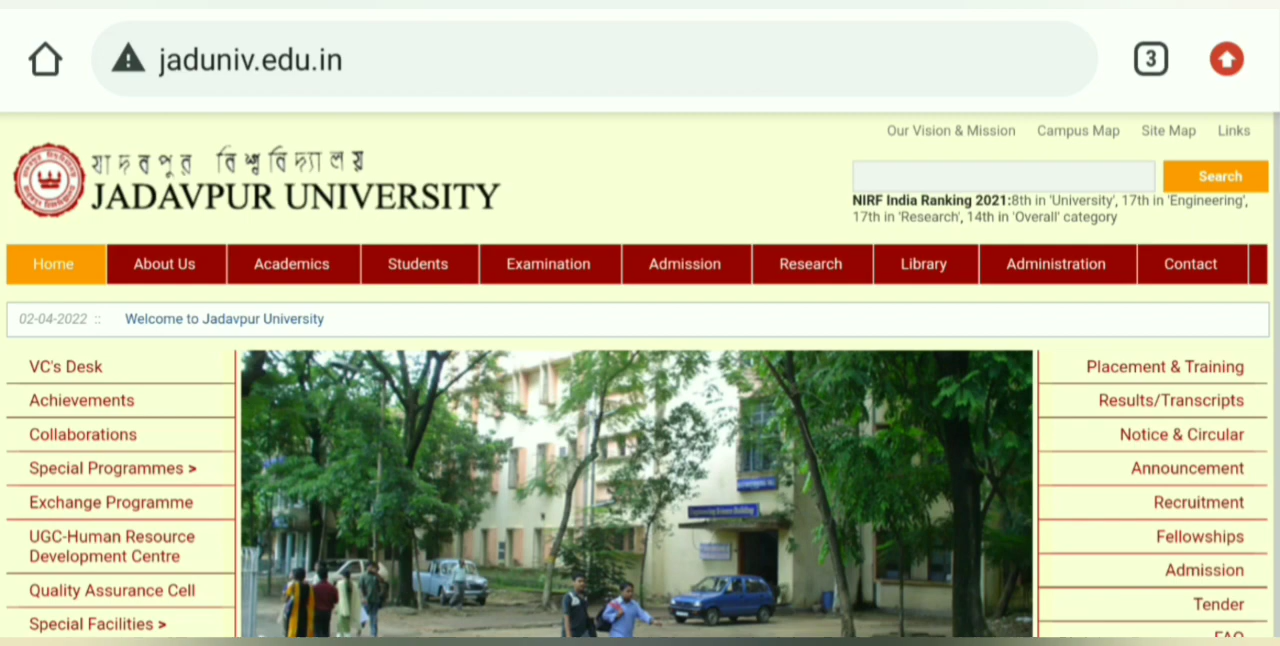 jaduniv.edu.in
3
Our Vision & Mission Campus Map Site Map Links
যাদবপুর বিশ্ববিদ্যালয়
JADAVPUR UNIVERSITY
Search
NIRF India Ranking 2021:8th in 'University', 17th in 'Engineering',
17th in 'Research', 14th in 'Overall' category
Home About Us Academics Students Examination Admission Research Library Administration Contact
02-04-2022 :: Welcome to Jadavpur University
VC's Desk
Achievements
Collaborations
Special Programmes >
Exchange Programme
UGC-Human Resource
Development Centre
Quality Assurance Cell
Special Facilities >
Engineering Science Building
Placement & Training
Results/Transcripts
Notice & Circular
Announcement
Recruitment
Fellowships
Admission
Tender
FAQ